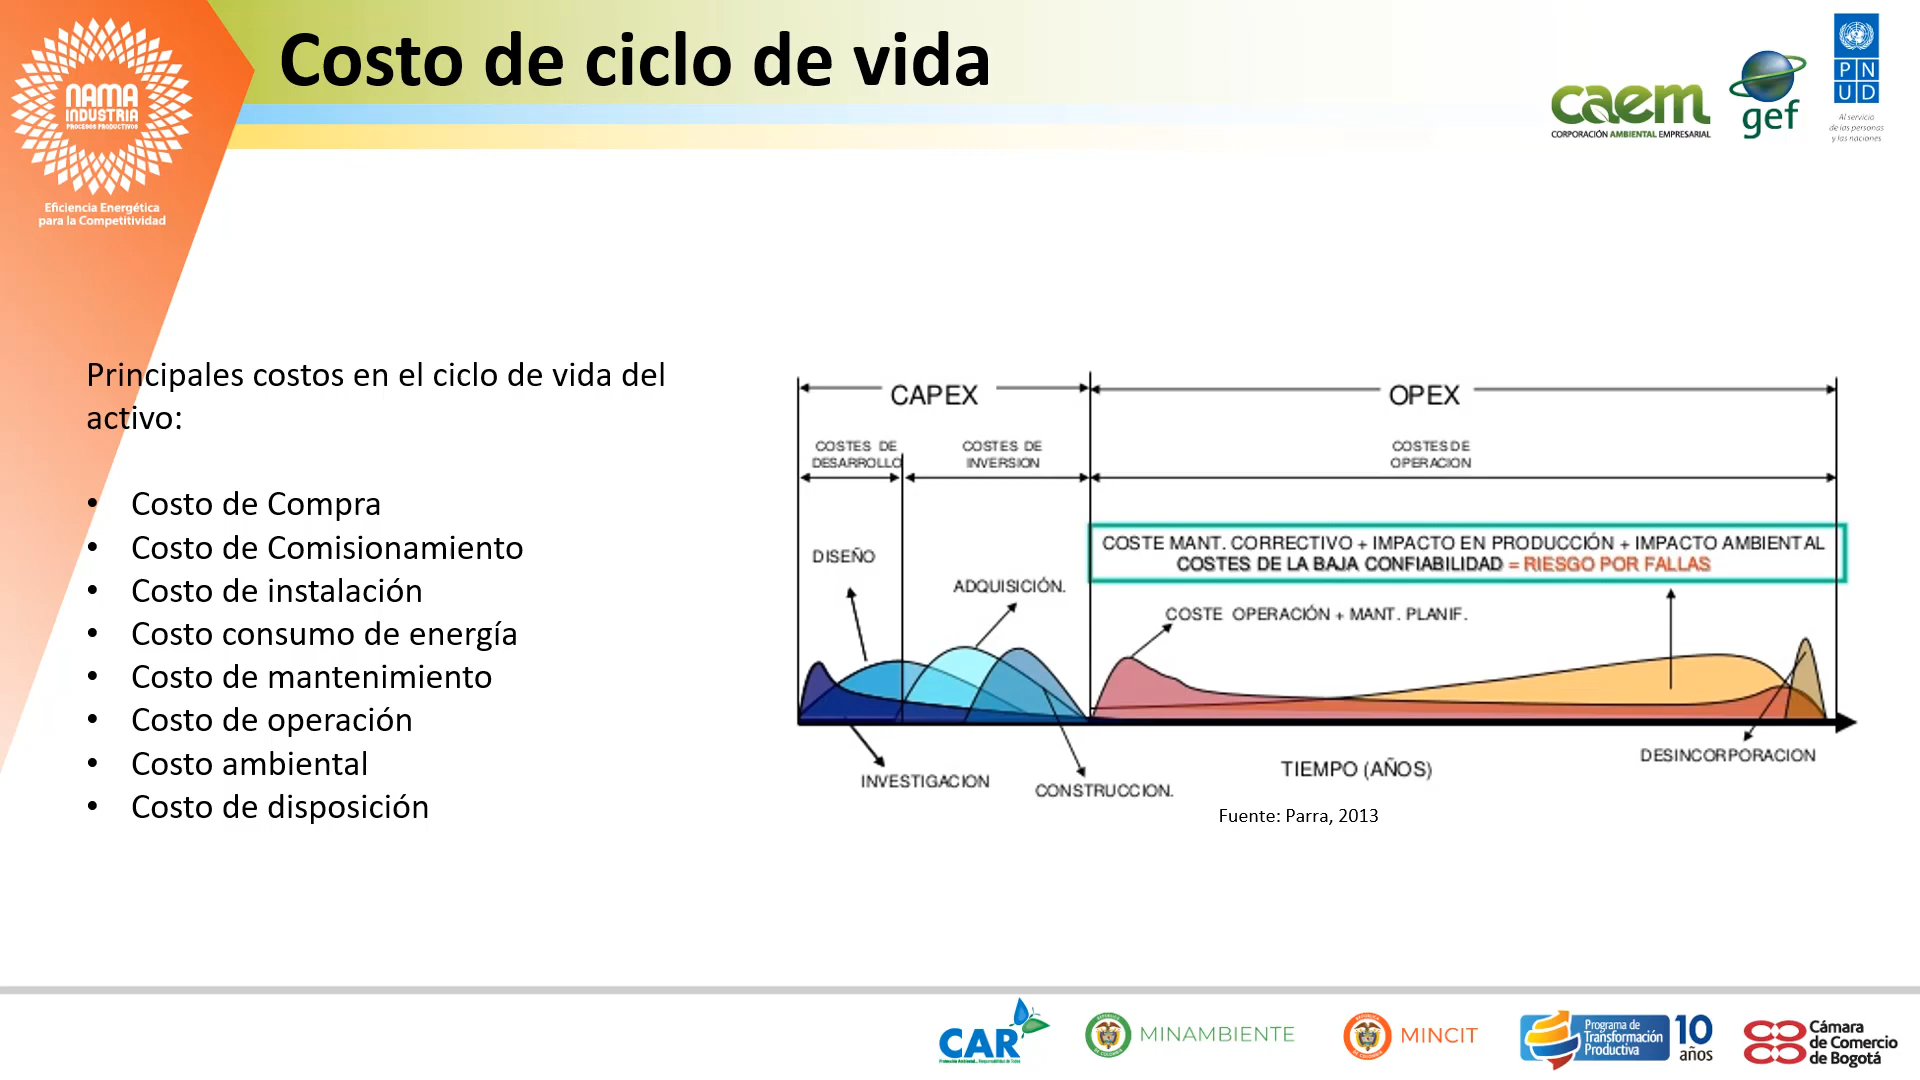 Costo de ciclo de vida
NAMA
INDUSTRIA
PROCESOS PRODUCTIVOS
Eficiencia Energética
para la Competitividad
caem
CORPORACIÓN AMBIENTAL EMPRESARIAL
gef
P N
U D
Al servicio
de las personas
y las naciones
Principales costos en el ciclo de vida del
activo:
• Costo de Compra
• Costo de Comisionamiento
• Costo de instalación
• Costo consumo de energía
• Costo de mantenimiento
• Costo de operación
• Costo ambiental
• Costo de disposición
CAPEX
OPEX
COSTES DE
DESARROLLO
COSTES DE
INVERSION
COSTES DE
OPERACION
COSTE MANT. CORRECTIVO + IMPACTO EN PRODUCCIÓN + IMPACTO AMBIENTAL
COSTES DE LA BAJA CONFIABILIDAD = RIESGO POR FALLAS
DISEÑO
ADQUISICIÓN.
COSTE OPERACIÓN + MANT. PLANIF.
INVESTIGACION
CONSTRUCCION.
TIEMPO (AÑOS)
DESINCORPORACION
Fuente: Parra, 2013
CAR
MINAMBIENTE
MINCIT
Programa de
Transformación
Productiva
10
años
Cámara
de Comercio
de Bogotá